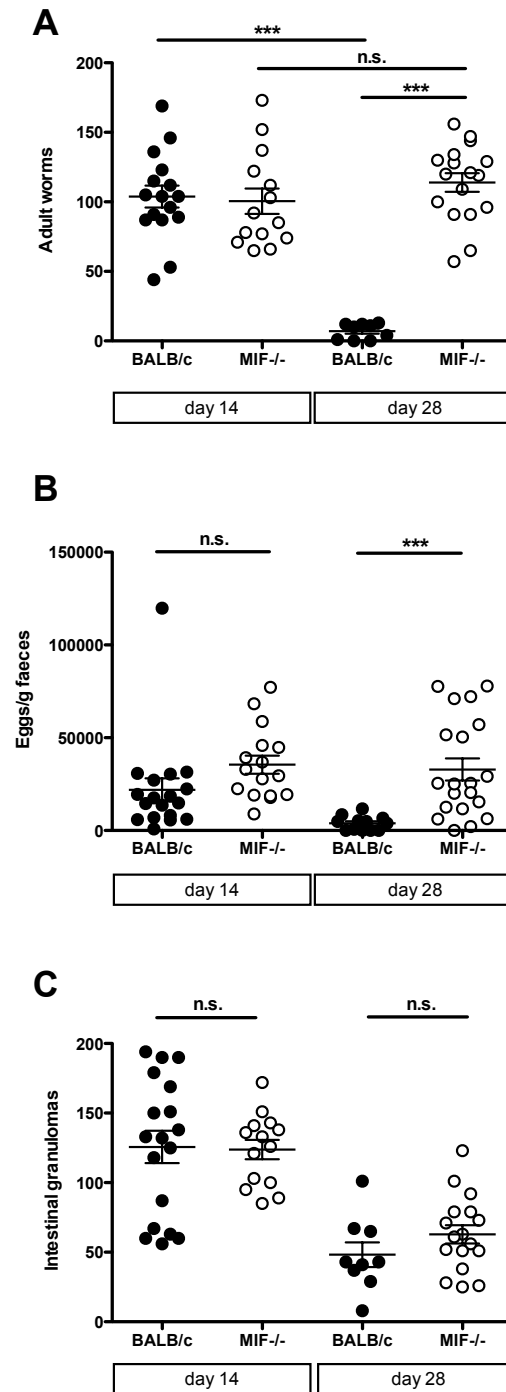 A
***
n.s.
***
200
150
100
50
0
Adult worms
BALB/c MIF-/- BALB/c MIF-/-
day 14 day 28
B
n.s. ***
150000
100000
50000
0
Eggs/g faeces
BALB/c MIF-/- BALB/c MIF-/-
day 14 day 28
C
n.s. n.s.
200
150
100
50
0
Intestinal granulomas
BALB/c MIF-/- BALB/c MIF-/-
day 14 day 28